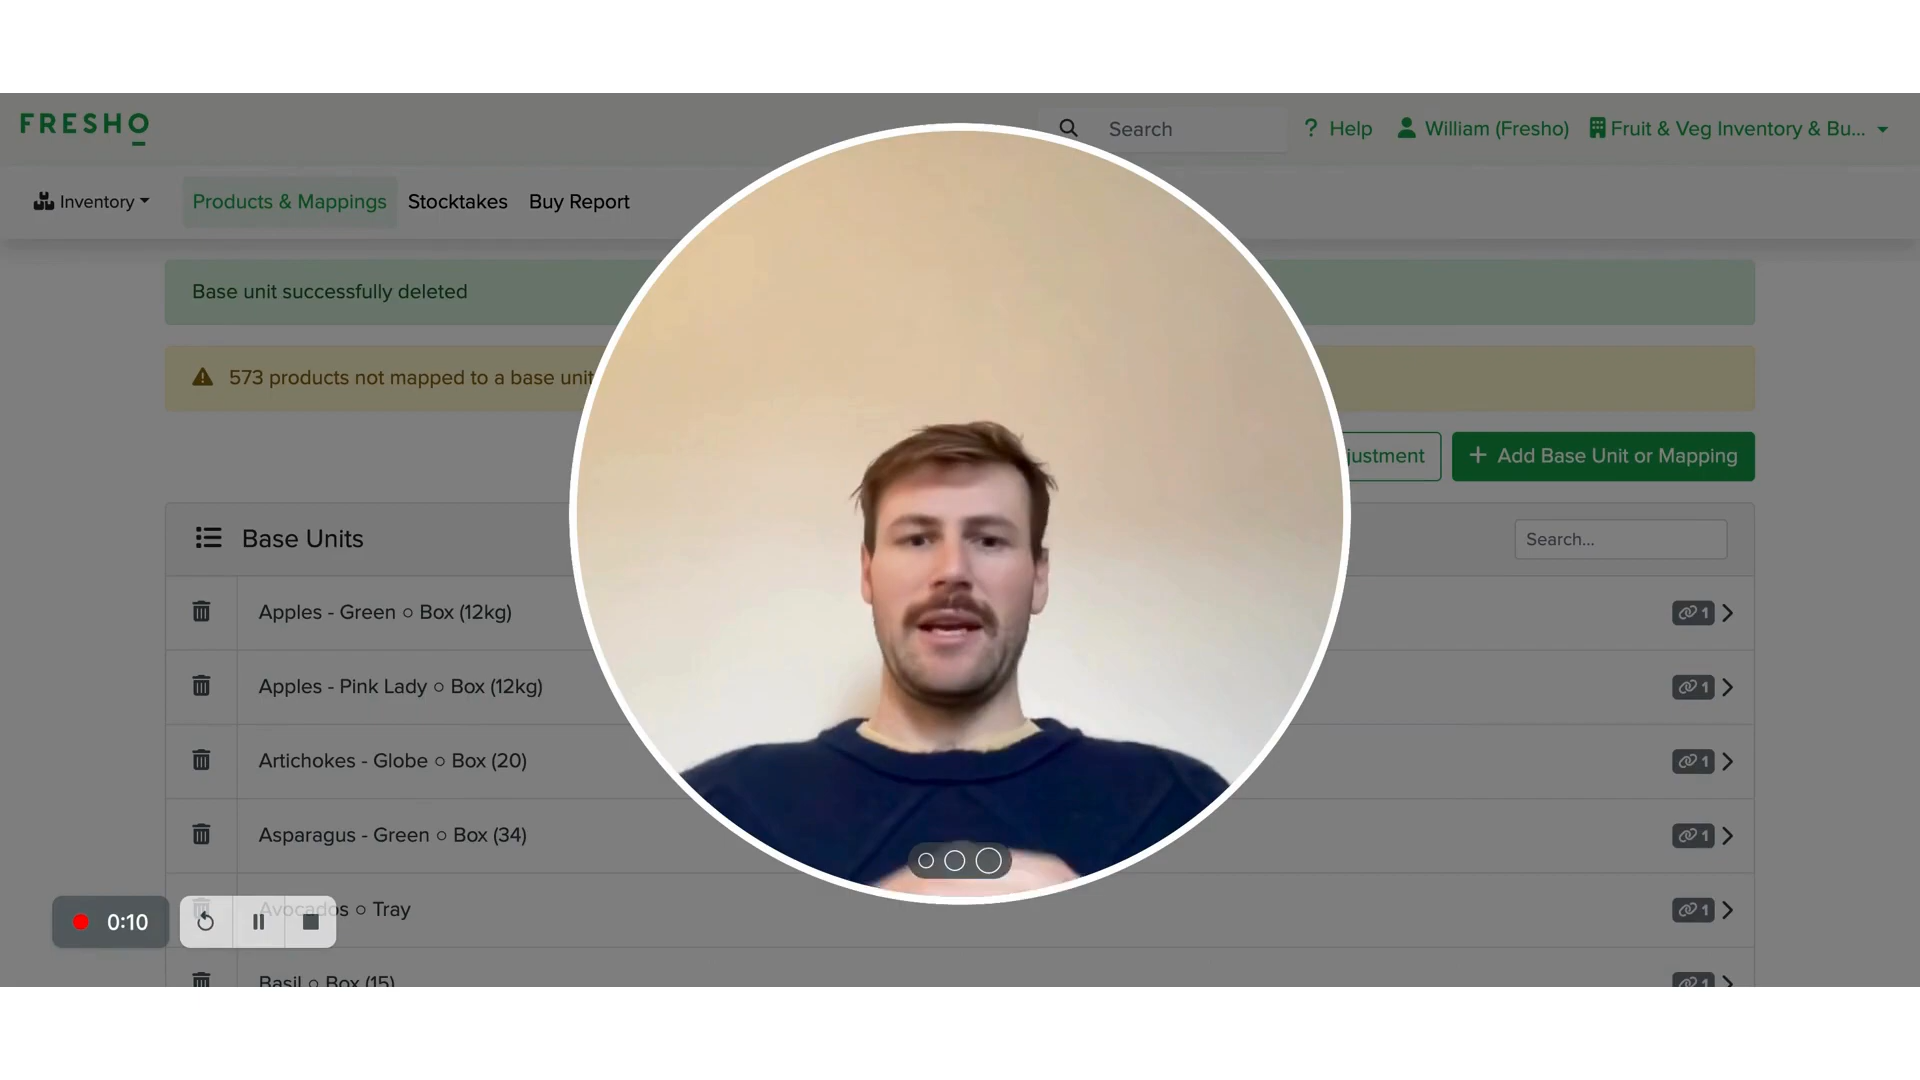 FRESHO
Search
? Help
William (Fresho)
Fruit & Veg Inventory & Bu...
Inventory
Products & Mappings
Stocktakes
Buy Report
Base unit successfully deleted
573 products not mapped to a base unit
justment
+ Add Base Unit or Mapping
Base Units
Search...
Apples - Green ○ Box (12kg)
1
Apples - Pink Lady ○ Box (12kg)
1
Artichokes - Globe ○ Box (20)
1
Asparagus - Green ○ Box (34)
1
Avocados ○ Tray
1
0:10
Basil ○ Box (15)
1